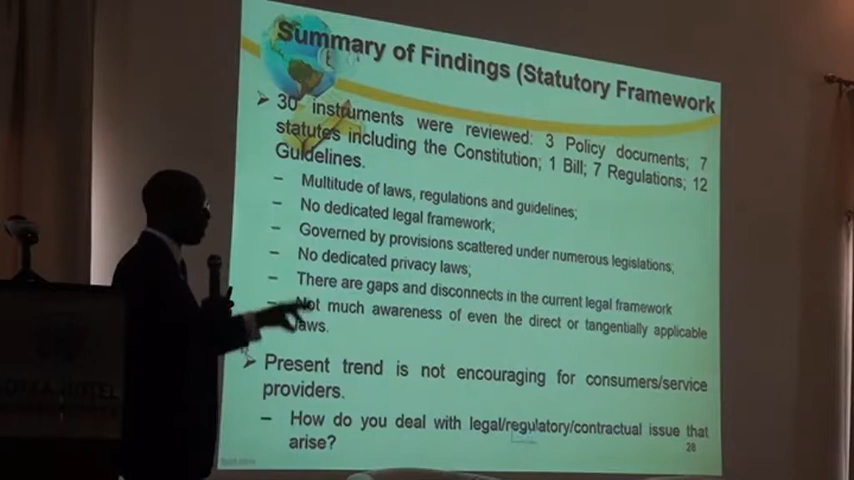 Summary of Findings (Statutory Framework
30 instruments were reviewed: 3 Policy documents; 7
statutes including the Constitution; 1 Bill; 7 Regulations; 12
Guidelines.
– Multitude of laws, regulations and guidelines;
– No dedicated legal framework;
– Governed by provisions scattered under numerous legislations;
– No dedicated privacy laws;
– There are gaps and disconnects in the current legal framework
– Not much awareness of even the direct or tangentially applicable
laws.
Present trend is not encouraging for consumers/service
providers.
– How do you deal with legal/regulatory/contractual issue that
arise?
28
HOTEL